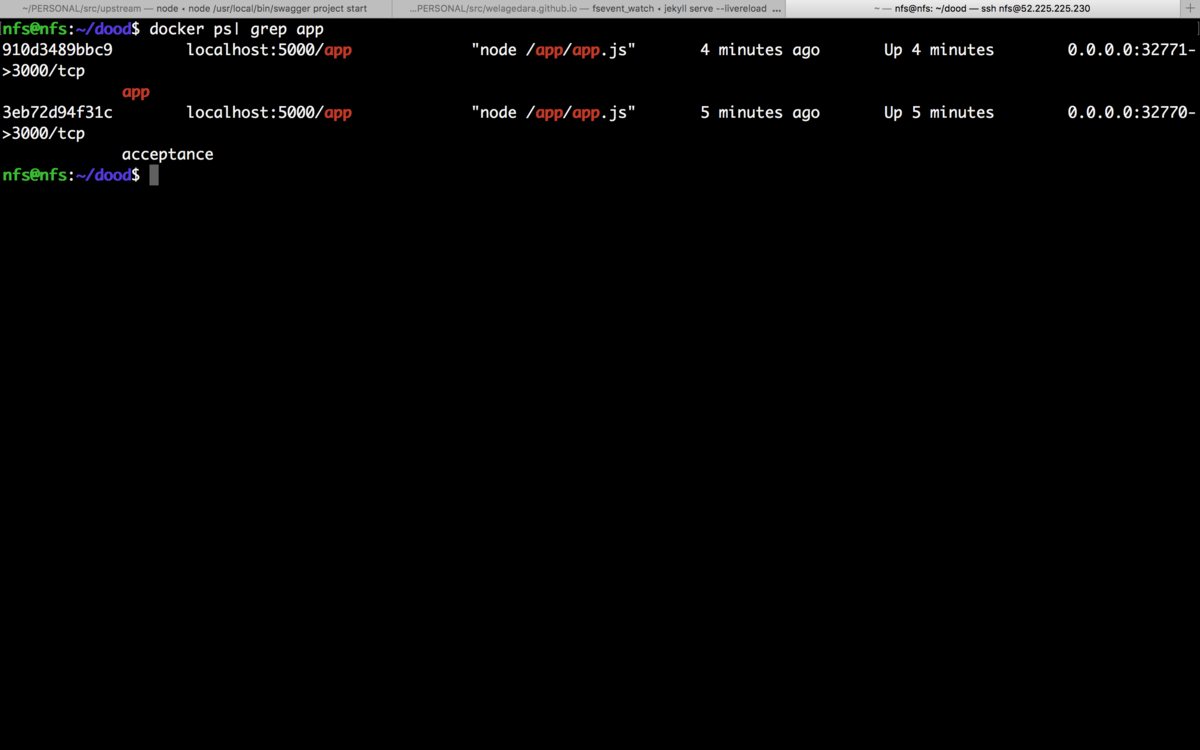 ~/PERSONAL/src/upstream — node • node /usr/local/bin/swagger project start
...PERSONAL/src/welagedara.github.io — fsevent_watch • jekyll serve --livereload ...
~ — nfs@nfs: ~/dood — ssh nfs@52.225.225.230
nfs@nfs:~/dood$ docker ps| grep app
910d3489bbc9        localhost:5000/app             "node /app/app.js"       4 minutes ago       Up 4 minutes        0.0.0.0:32771-
>3000/tcp
app
3eb72d94f31c        localhost:5000/app             "node /app/app.js"       5 minutes ago       Up 5 minutes        0.0.0.0:32770-
>3000/tcp
acceptance
nfs@nfs:~/dood$